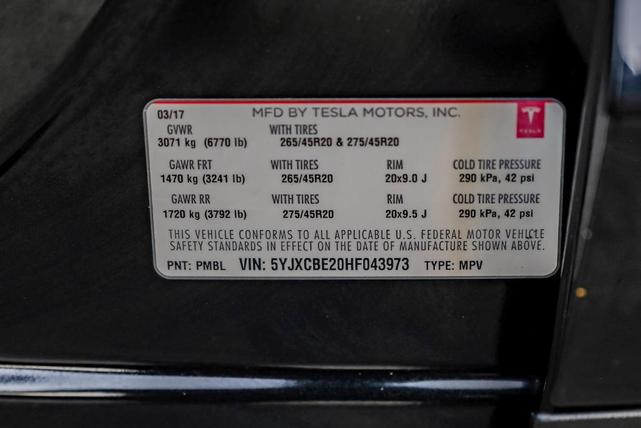 03/17 MFD BY TESLA MOTORS, INC.
GVWR WITH TIRES
3071 kg (6770 lb) 265/45R20 & 275/45R20
GAWR FRT WITH TIRES RIM COLD TIRE PRESSURE
1470 kg (3241 lb) 265/45R20 20x9.0 J 290 kPa, 42 psi
GAWR RR WITH TIRES RIM COLD TIRE PRESSURE
1720 kg (3792 lb) 275/45R20 20x9.5 J 290 kPa, 42 psi
THIS VEHICLE CONFORMS TO ALL APPLICABLE U.S. FEDERAL MOTOR VEHICLE
SAFETY STANDARDS IN EFFECT ON THE DATE OF MANUFACTURE SHOWN ABOVE.
PNT: PMBL VIN: 5YJXCBE20HF043973 TYPE: MPV
TESLA